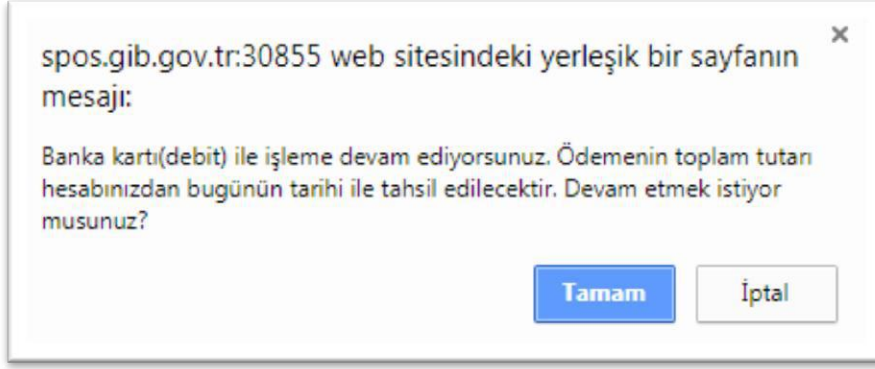 spos.gib.gov.tr:30855 web sitesindeki yerleşik bir sayfanın
mesajı:
Banka kartı(debit) ile işleme devam ediyorsunuz. Ödemenin toplam tutarı
hesabınızdan bugünün tarihi ile tahsil edilecektir. Devam etmek istiyor
musunuz?
Tamam İptal